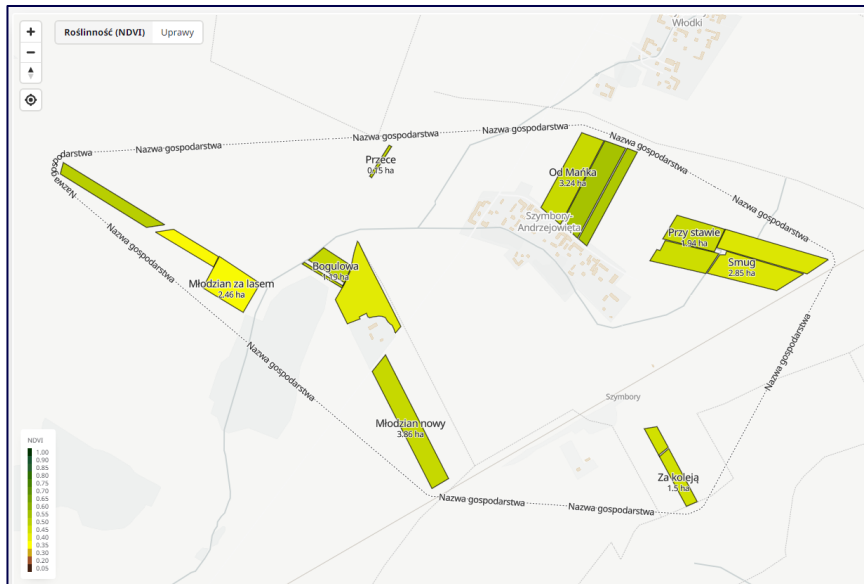 +
Roślinność (NDVI) Uprawy
−
Włodki
Nazwa gospodarstwa
Nazwa gospodarstwa
Nazwa gospodarstwa
Nazwa gospodarstwa
gospodarstwa
Nazwa
Przece
0.15 ha
Od Mańka
3.24 ha
Szymbory-
Andrzejowięta
Nazwa gospodarstwa
Przy stawie
1.94 ha
Smug
2.85 ha
Nazwa gospodarstwa
Bogulowa
1.19 ha
Młodzian za lasem
2.46 ha
Nazwa gospodarstwa
Nazwa gospodarstwa
Szymbory
Młodzian nowy
3.86 ha
Za koleją
1.5 ha
Nazwa gospodarstwa
Nazwa gospodarstwa
NDVI
1.00
0.90
0.85
0.80
0.75
0.70
0.65
0.60
0.55
0.50
0.45
0.40
0.35
0.30
0.20
0.10
0.05